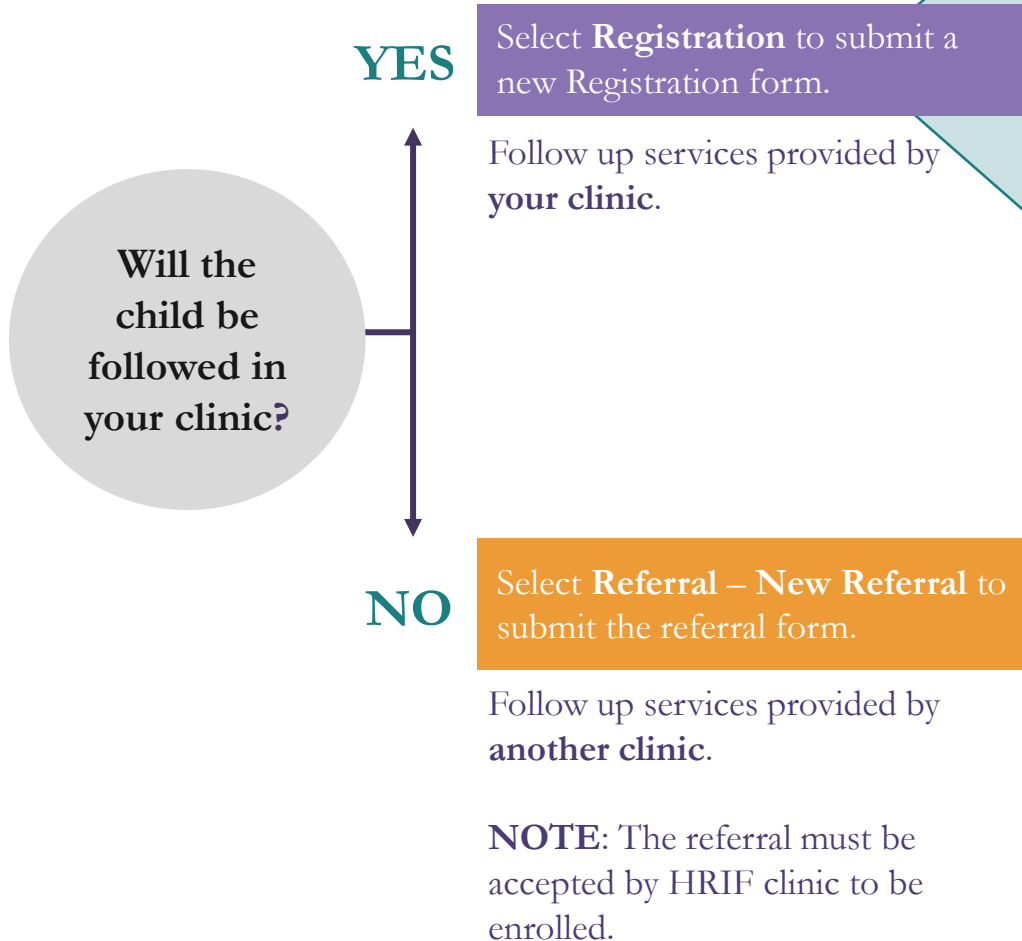 Will the
child be
followed in
your clinic?
YES
Select Registration to submit a
new Registration form.
Follow up services provided by
your clinic.
NO
Select Referral – New Referral to
submit the referral form.
Follow up services provided by
another clinic.
NOTE: The referral must be
accepted by HRIF clinic to be
enrolled.